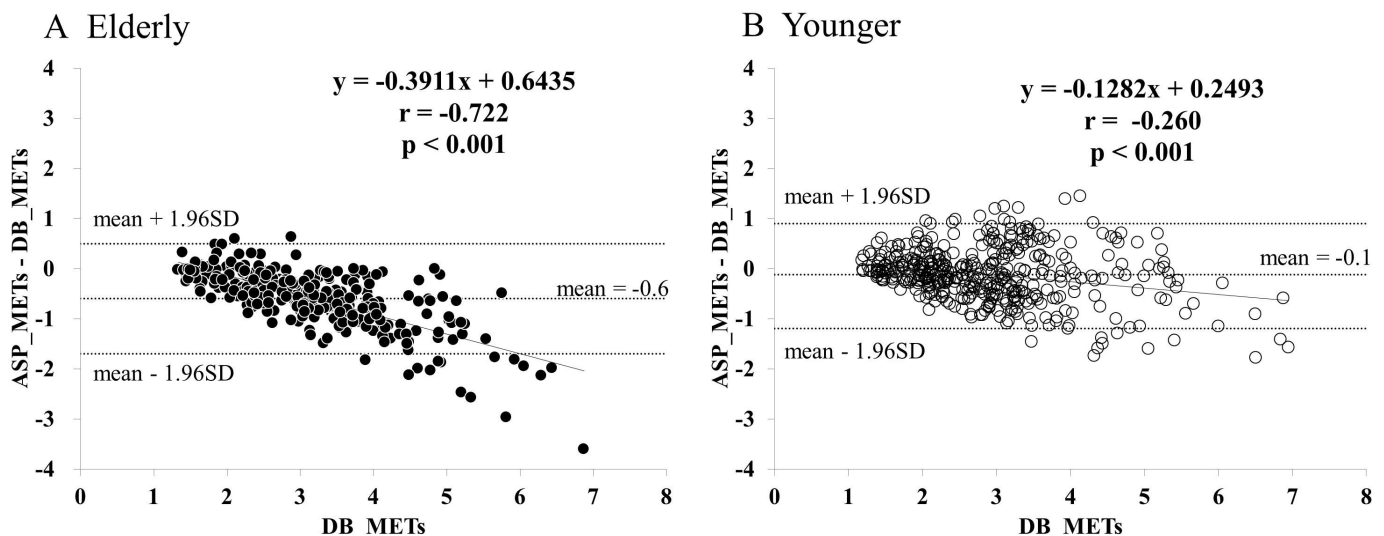 A Elderly
y = -0.3911x + 0.6435
r = -0.722
p < 0.001
mean + 1.96SD
mean = -0.6
mean - 1.96SD
ASP_METs - DB_METs
4
3
2
1
0
-1
-2
-3
-4
0 1 2 3 4 5 6 7 8
DB_METs
B Younger
y = -0.1282x + 0.2493
r = -0.260
p < 0.001
mean + 1.96SD
mean = -0.1
mean - 1.96SD
ASP_METs - DB_METs
4
3
2
1
0
-1
-2
-3
-4
0 1 2 3 4 5 6 7 8
DB_METs